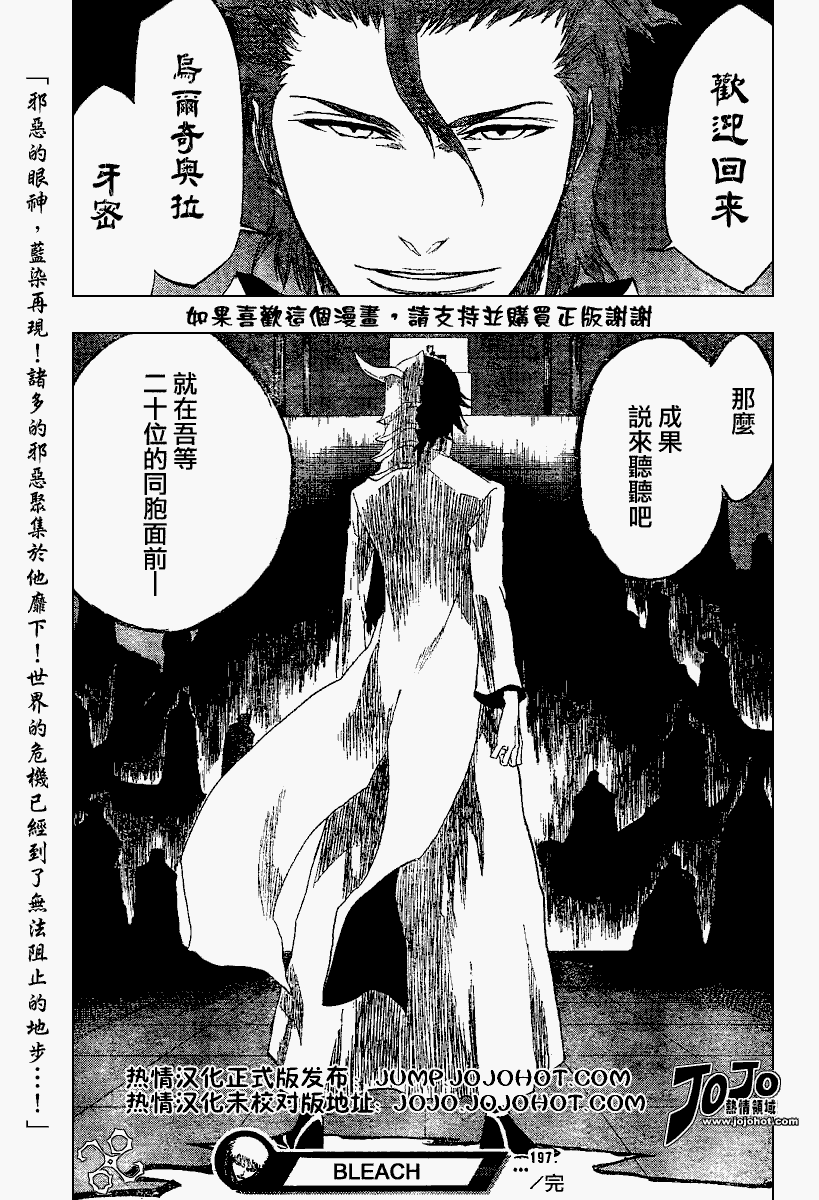 歡迎回来
烏爾奇奧拉
牙密
如果喜歡這個漫畫，請支持並購買正版謝謝
那麼
成果
説來聽聽吧
就在吾等
二十位的同胞面前—
「邪惡的眼神，藍染再現！諸多的邪惡聚集於他靡下！世界的危機已經到了無法阻止的地步…！」
热情汉化正式版发布：JUMP.JOJOHOT.COM
热情汉化未校对版地址：JOJO.JOJOHOT.COM
JOJO
熱情領域
www.jojohot.com
BLEACH
…197
／完